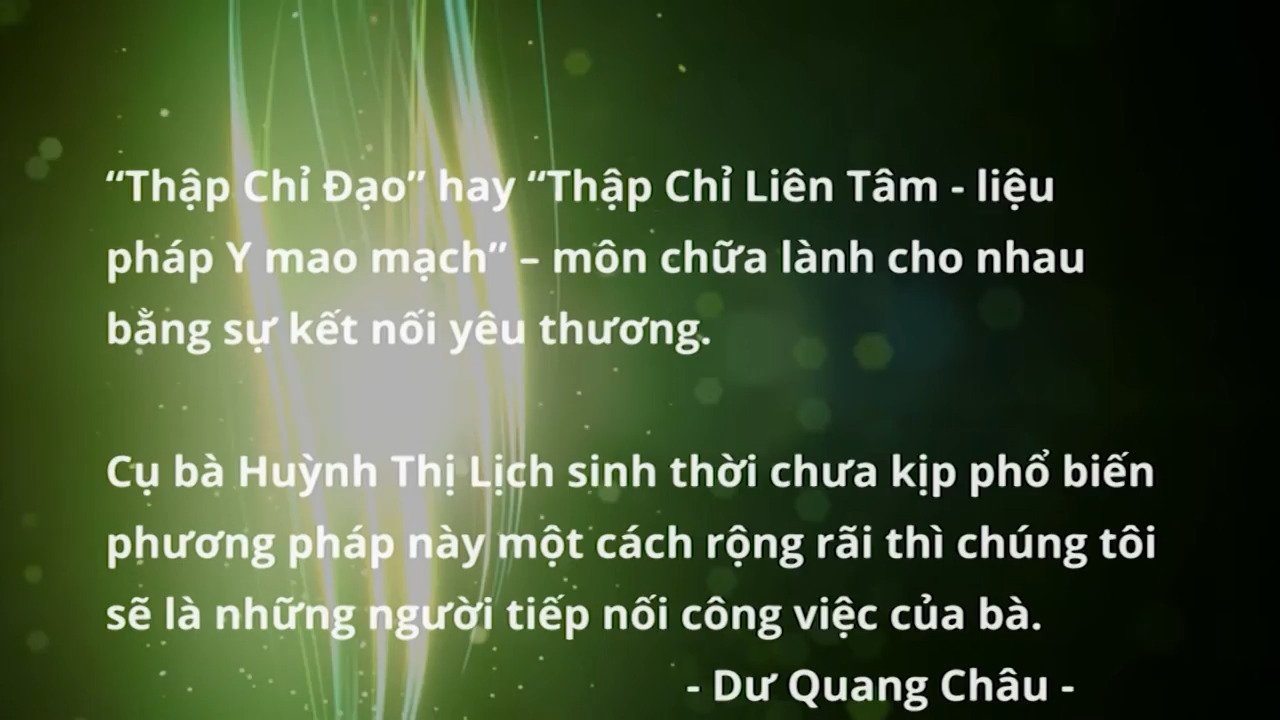 “Thập Chỉ Đạo” hay “Thập Chỉ Liên Tâm - liệu
pháp Y mao mạch” – môn chữa lành cho nhau
bằng sự kết nối yêu thương.
Cụ bà Huỳnh Thị Lịch sinh thời chưa kịp phổ biến
phương pháp này một cách rộng rãi thì chúng tôi
sẽ là những người tiếp nối công việc của bà.
- Dư Quang Châu -